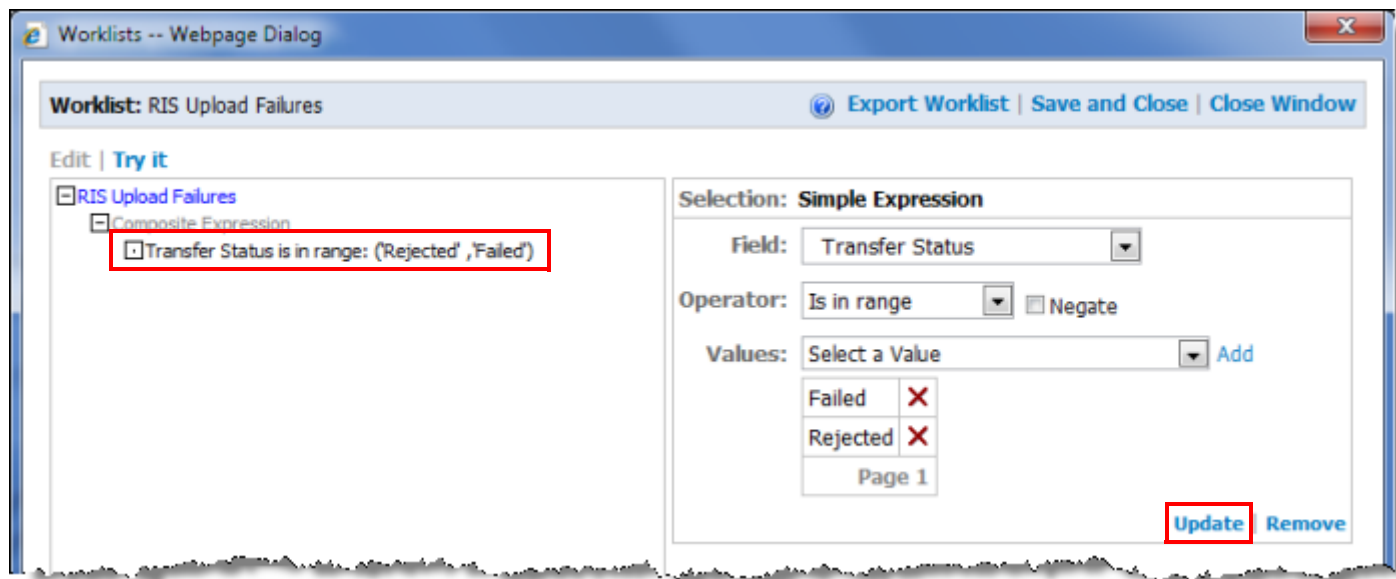 Worklists -- Webpage Dialog
x
Worklist: RIS Upload Failures
? Export Worklist | Save and Close | Close Window
Edit | Try it
RIS Upload Failures
Composite Expression
Transfer Status is in range: ('Rejected' ,'Failed')
Selection: Simple Expression
Field: Transfer Status
Operator: Is in range Negate
Values: Select a Value Add
Failed
Rejected
Page 1
Update | Remove